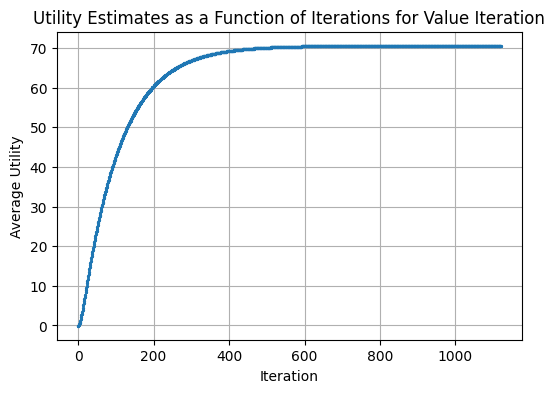 Utility Estimates as a Function of Iterations for Value Iteration
Average Utility
70
60
50
40
30
20
10
0
0 200 400 600 800 1000
Iteration